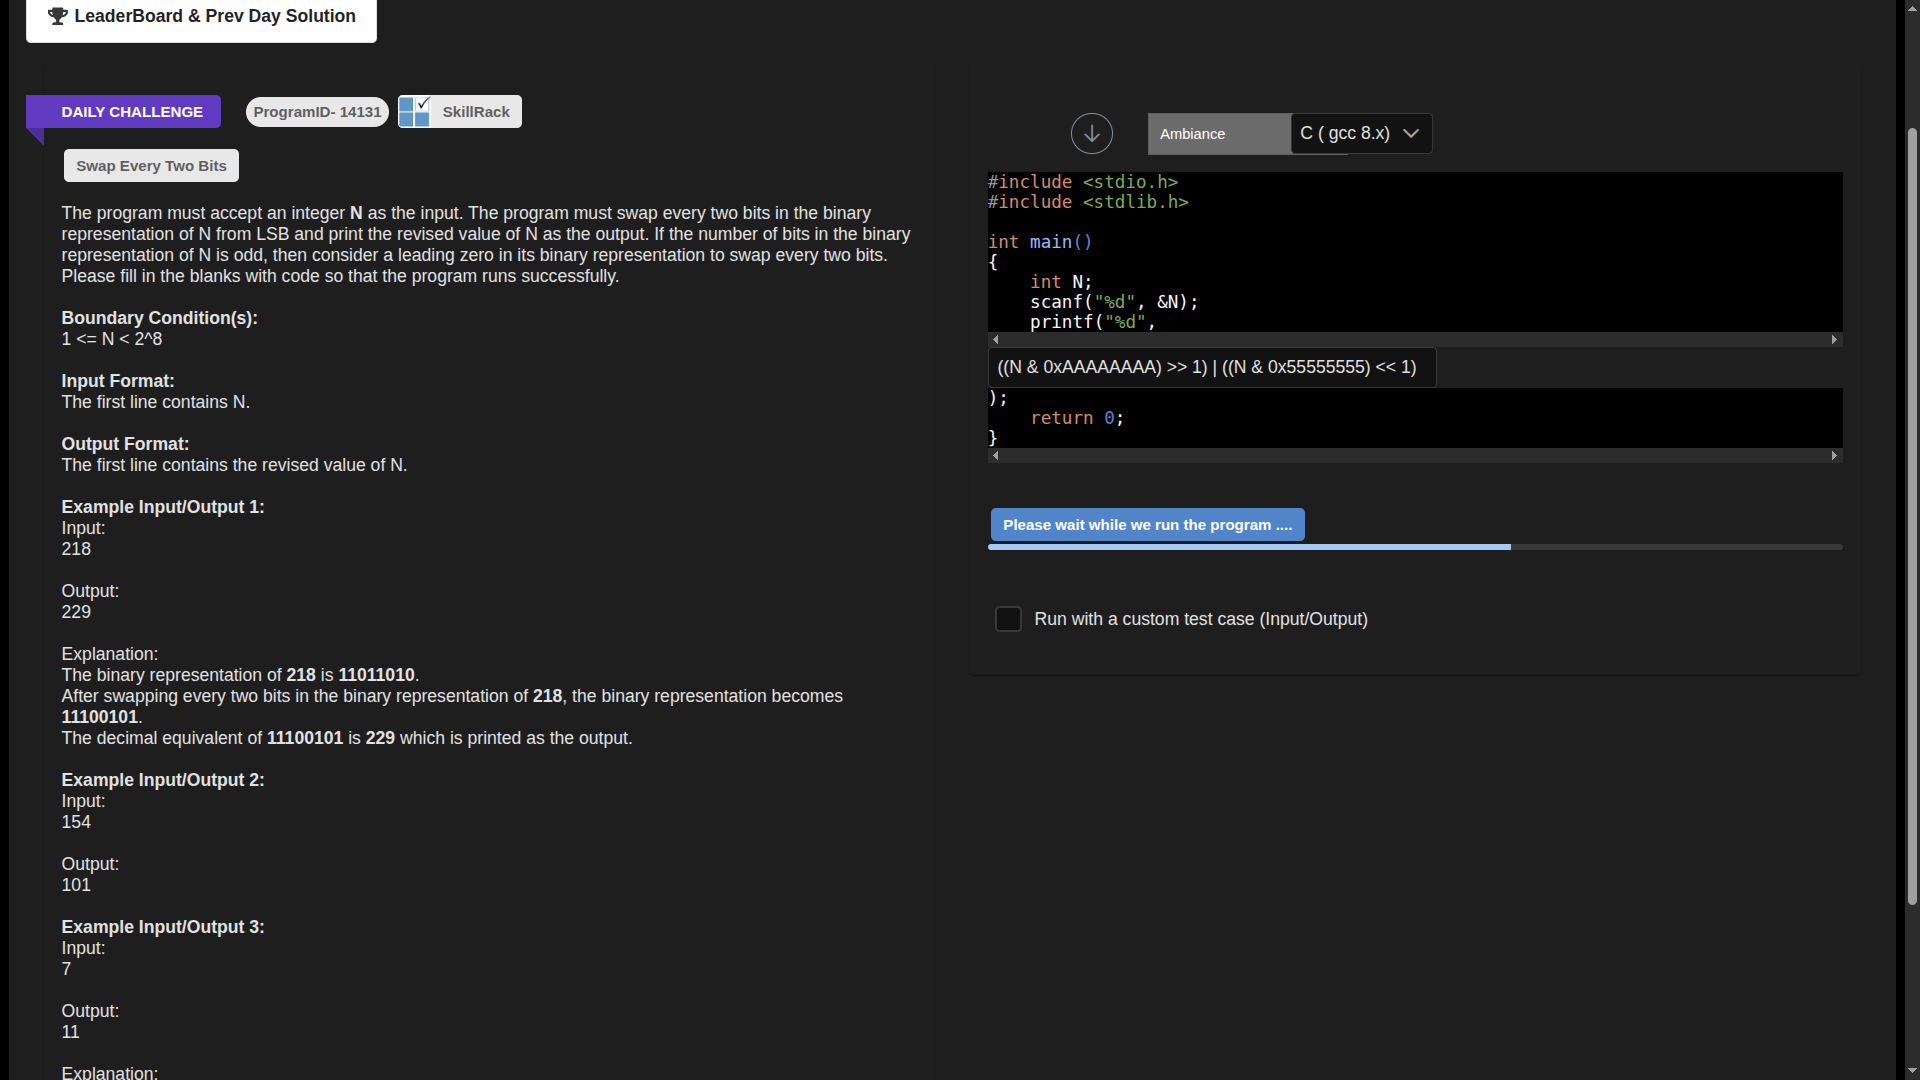 LeaderBoard & Prev Day Solution
DAILY CHALLENGE
ProgramID- 14131
SkillRack
Swap Every Two Bits
The program must accept an integer N as the input. The program must swap every two bits in the binary
representation of N from LSB and print the revised value of N as the output. If the number of bits in the binary
representation of N is odd, then consider a leading zero in its binary representation to swap every two bits.
Please fill in the blanks with code so that the program runs successfully.
Boundary Condition(s):
1 <= N < 2^8
Input Format:
The first line contains N.
Output Format:
The first line contains the revised value of N.
Example Input/Output 1:
Input:
218
Output:
229
Explanation:
The binary representation of 218 is 11011010.
After swapping every two bits in the binary representation of 218, the binary representation becomes
11100101.
The decimal equivalent of 11100101 is 229 which is printed as the output.
Example Input/Output 2:
Input:
154
Output:
101
Example Input/Output 3:
Input:
7
Output:
11
Explanation:
Ambiance
C ( gcc 8.x)
#include <stdio.h>
#include <stdlib.h>
int main()
{
    int N;
    scanf("%d", &N);
    printf("%d",
((N & 0xAAAAAAAA) >> 1) | ((N & 0x55555555) << 1)
);
    return 0;
}
Please wait while we run the program ....
Run with a custom test case (Input/Output)